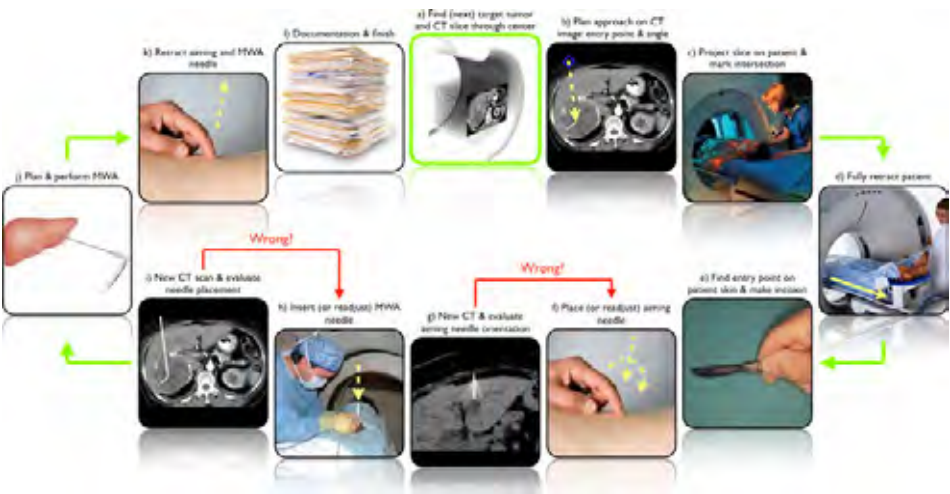 a) Find (next) target tumor
and CT slice through center
b) Plan approach on CT
image entry point & angle
c) Project slice on patient &
mark intersection
d) Fully retract patient
e) Find entry point on
patient skin & make incision
f) Place (or readjust) aiming
needle
Wrong?
g) New CT & evaluate
aiming needle orientation
h) Insert (or readjust) MWA
needle
Wrong?
i) New CT scan & evaluate
needle placement
j) Plan & perform MWA
k) Retract aiming and MWA
needle
l) Documentation & finish